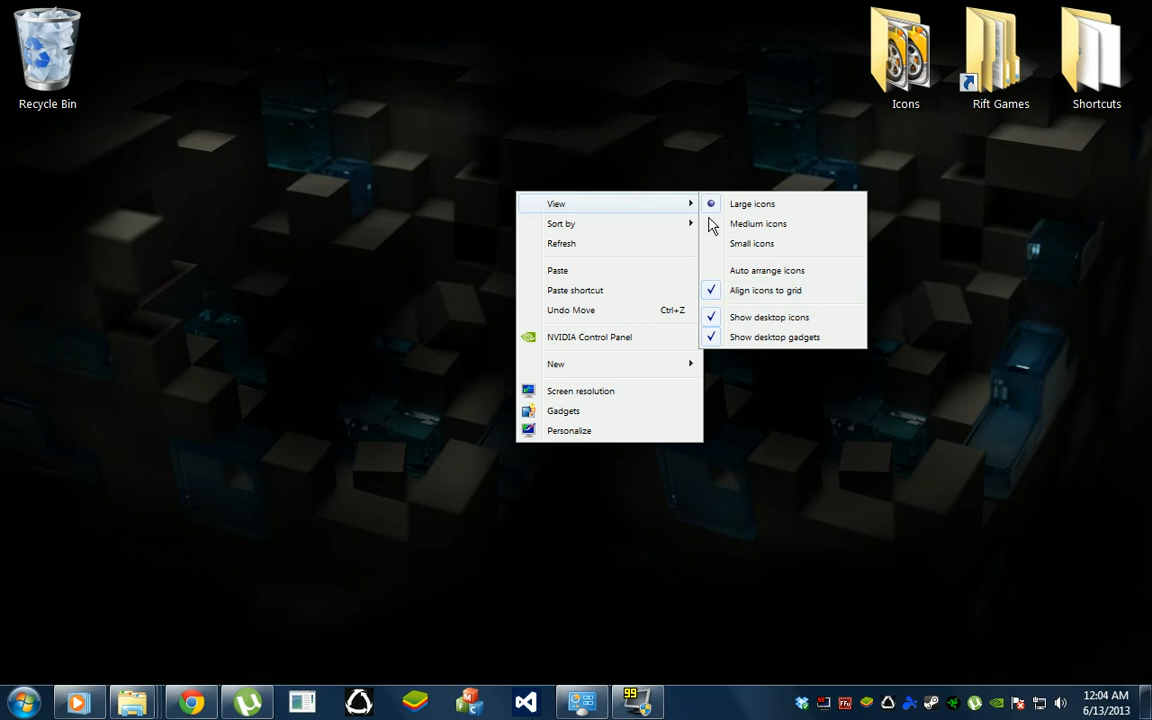 Recycle Bin
Icons
Rift Games
Shortcuts
View
Sort by
Refresh
Paste
Paste shortcut
Undo Move Ctrl+Z
NVIDIA Control Panel
New
Screen resolution
Gadgets
Personalize
Large icons
Medium icons
Small icons
Auto arrange icons
Align icons to grid
Show desktop icons
Show desktop gadgets
99
FFu
12:04 AM
6/13/2013